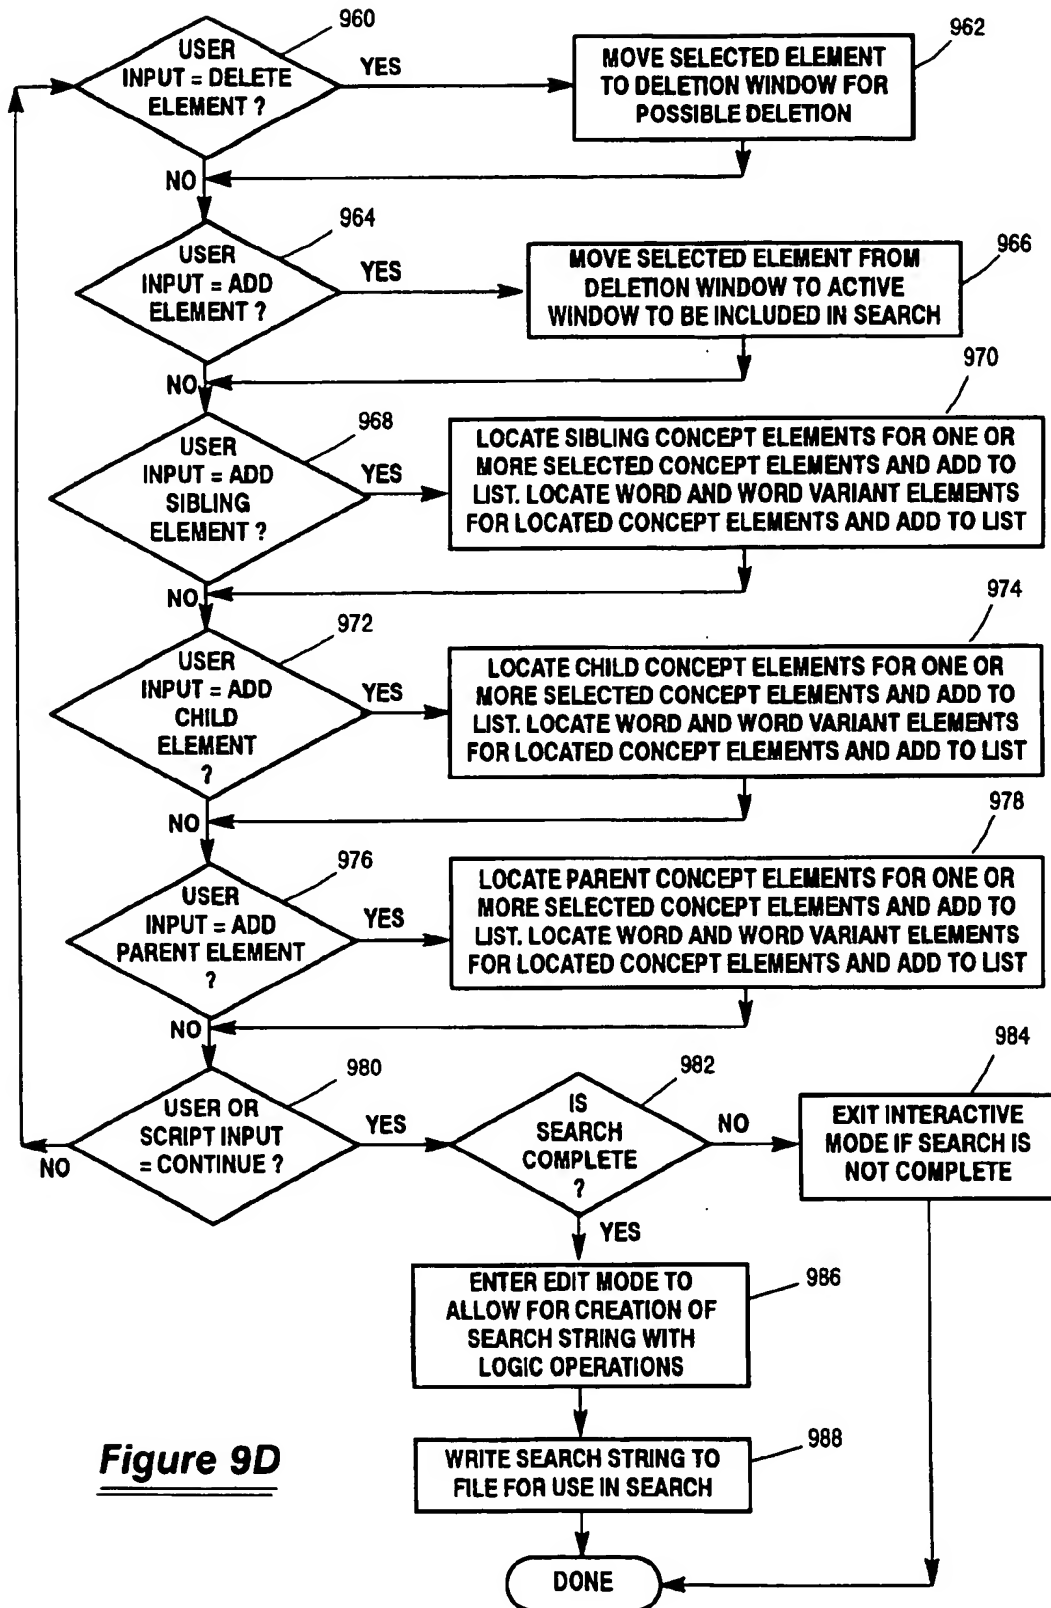 960
USER
INPUT = DELETE
ELEMENT ?
YES
962
MOVE SELECTED ELEMENT
TO DELETION WINDOW FOR
POSSIBLE DELETION
NO
964
USER
INPUT = ADD
ELEMENT ?
YES
966
MOVE SELECTED ELEMENT FROM
DELETION WINDOW TO ACTIVE
WINDOW TO BE INCLUDED IN SEARCH
NO
968
USER
INPUT = ADD
SIBLING
ELEMENT ?
YES
970
LOCATE SIBLING CONCEPT ELEMENTS FOR ONE OR
MORE SELECTED CONCEPT ELEMENTS AND ADD TO
LIST. LOCATE WORD AND WORD VARIANT ELEMENTS
FOR LOCATED CONCEPT ELEMENTS AND ADD TO LIST
NO
972
USER
INPUT = ADD
CHILD
ELEMENT
?
YES
974
LOCATE CHILD CONCEPT ELEMENTS FOR ONE OR
MORE SELECTED CONCEPT ELEMENTS AND ADD TO
LIST. LOCATE WORD AND WORD VARIANT ELEMENTS
FOR LOCATED CONCEPT ELEMENTS AND ADD TO LIST
NO
976
USER
INPUT = ADD
PARENT ELEMENT
?
YES
978
LOCATE PARENT CONCEPT ELEMENTS FOR ONE OR
MORE SELECTED CONCEPT ELEMENTS AND ADD TO
LIST. LOCATE WORD AND WORD VARIANT ELEMENTS
FOR LOCATED CONCEPT ELEMENTS AND ADD TO LIST
NO
980
USER OR
SCRIPT INPUT
= CONTINUE ?
NO
YES
982
IS
SEARCH
COMPLETE
?
NO
984
EXIT INTERACTIVE
MODE IF SEARCH IS
NOT COMPLETE
YES
986
ENTER EDIT MODE TO
ALLOW FOR CREATION OF
SEARCH STRING WITH
LOGIC OPERATIONS
988
WRITE SEARCH STRING TO
FILE FOR USE IN SEARCH
DONE
Figure 9D